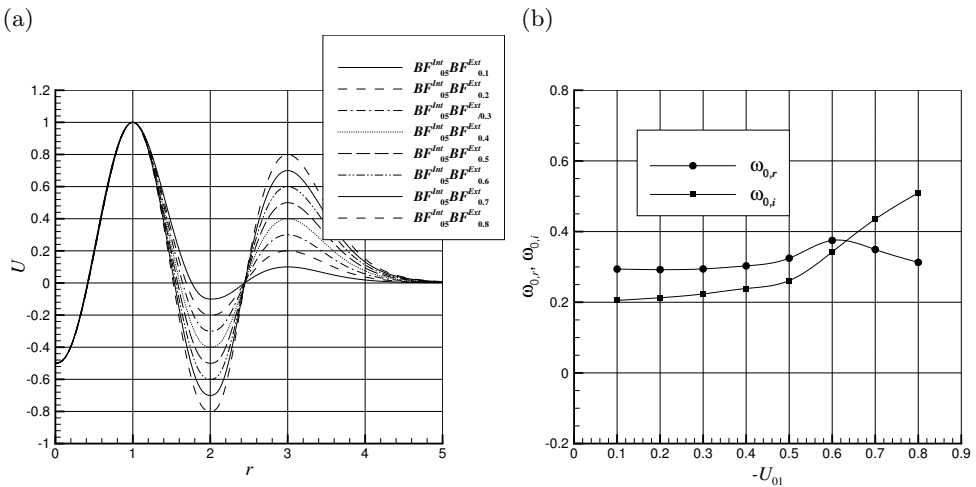 (a)
BF^Int_05 BF^Ext_0.1
BF^Int_05 BF^Ext_0.2
BF^Int_05 BF^Ext_/0.3
BF^Int_05 BF^Ext_0.4
BF^Int_05 BF^Ext_0.5
BF^Int_05 BF^Ext_0.6
BF^Int_05 BF^Ext_0.7
BF^Int_05 BF^Ext_0.8
1.2
1
0.8
0.6
0.4
0.2
0
-0.2
-0.4
-0.6
-0.8
-1
U
0 1 2 3 4 5
r
(b)
ω0,r
ω0,i
0.8
0.6
0.4
0.2
0
-0.2
ω0,r, ω0,i
0 0.1 0.2 0.3 0.4 0.5 0.6 0.7 0.8 0.9
-U01